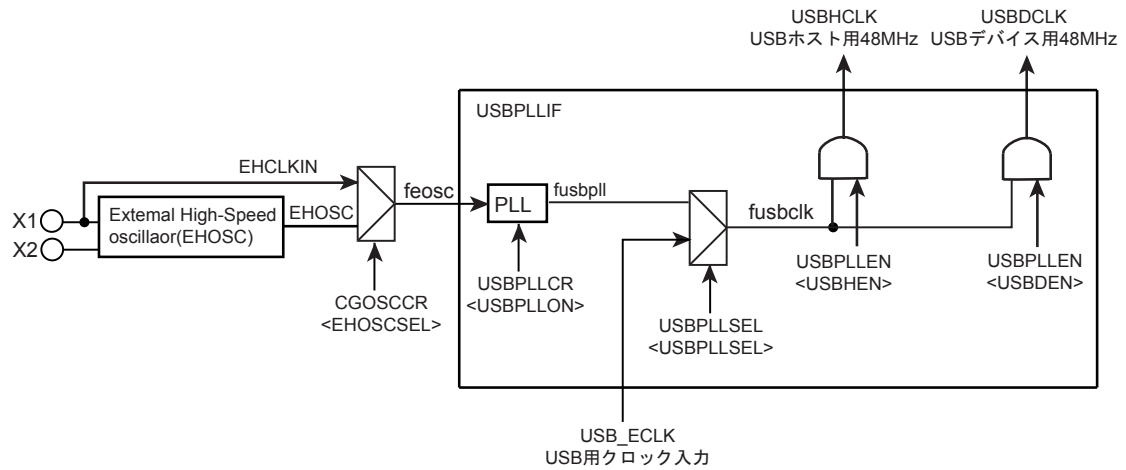 USBHCLK
USBホスト用48MHz
USBDCLK
USBデバイス用48MHz
USBPLLIF
EHCLKIN
X1
X2
External High-Speed
oscillaor(EHOSC)
EHOSC
feosc
PLL
fusbpll
fusbclk
CGOSCCR
<EHOSCSEL>
USBPLLCR
<USBPLLON>
USBPLLSEL
<USBPLLSEL>
USBPLLEN
<USBHEN>
USBPLLEN
<USBDEN>
USB_ECLK
USB用クロック入力